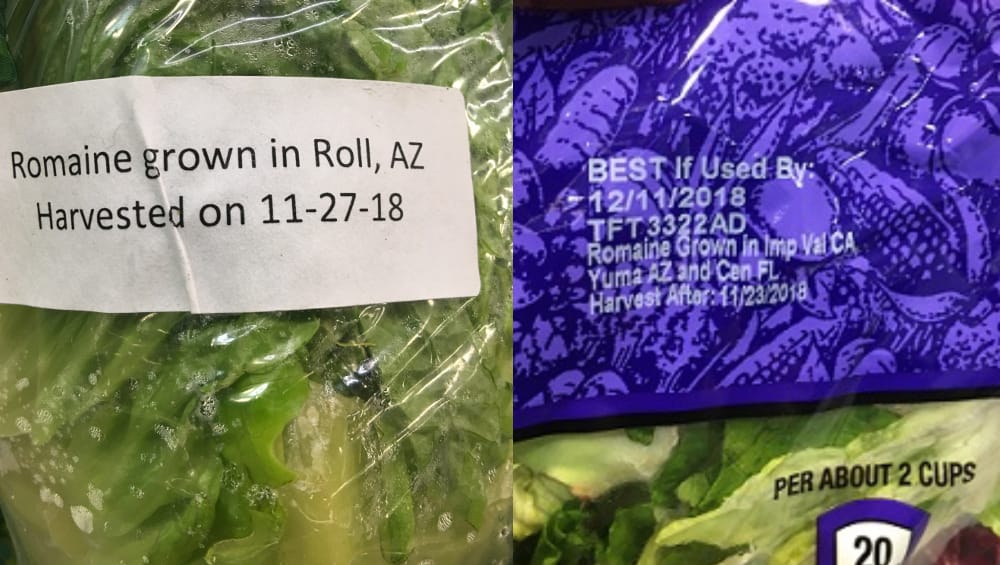 Romaine grown in Roll, AZ
Harvested on 11-27-18
BEST If Used By:
12/11/2018
TFT3322AD
Romaine Grown in Imp Val CA,
Yuma AZ and Cen FL
Harvest After: 11/23/2018
PER ABOUT 2 CUPS
20